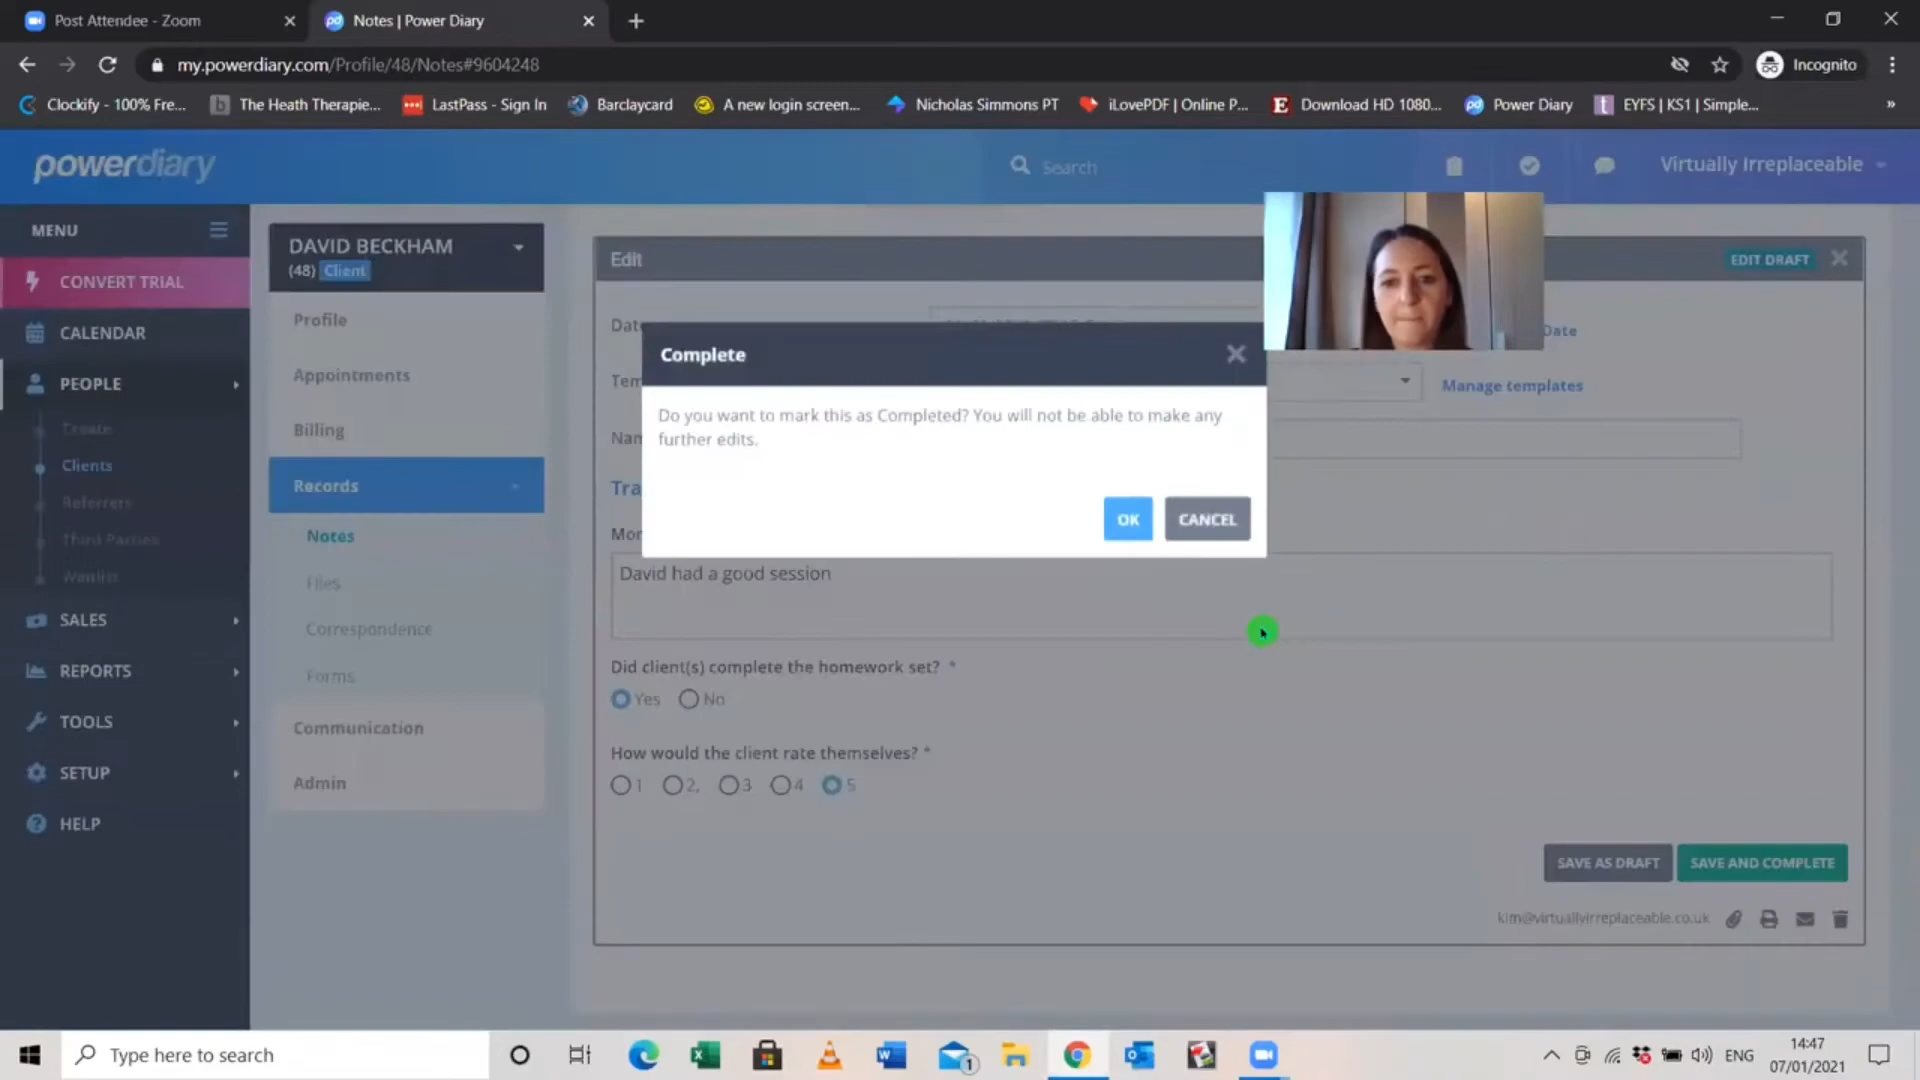 Post Attendee - Zoom
Notes | Power Diary
my.powerdiary.com/Profile/48/Notes#9604248
Incognito
Clockify - 100% Fre...
The Heath Therapie...
LastPass - Sign In
Barclaycard
A new login screen...
Nicholas Simmons PT
iLovePDF | Online P...
Download HD 1080...
Power Diary
EYFS | KS1 | Simple...
powerdiary
Search
Virtually Irreplaceable
MENU
CONVERT TRIAL
CALENDAR
PEOPLE
Create
Clients
Referrers
Third Parties
Waitlist
SALES
REPORTS
TOOLS
SETUP
HELP
DAVID BECKHAM
(48) Client
Profile
Appointments
Billing
Records
Notes
Files
Correspondence
Forms
Communication
Admin
Edit
EDIT DRAFT
Date
Manage templates
Complete
Do you want to mark this as Completed? You will not be able to make any
further edits.
OK
CANCEL
David had a good session
Did client(s) complete the homework set? *
Yes No
How would the client rate themselves? *
1 2, 3 4 5
SAVE AS DRAFT
SAVE AND COMPLETE
kim@virtuallyirreplaceable.co.uk
Type here to search
1
ENG
14:47
07/01/2021